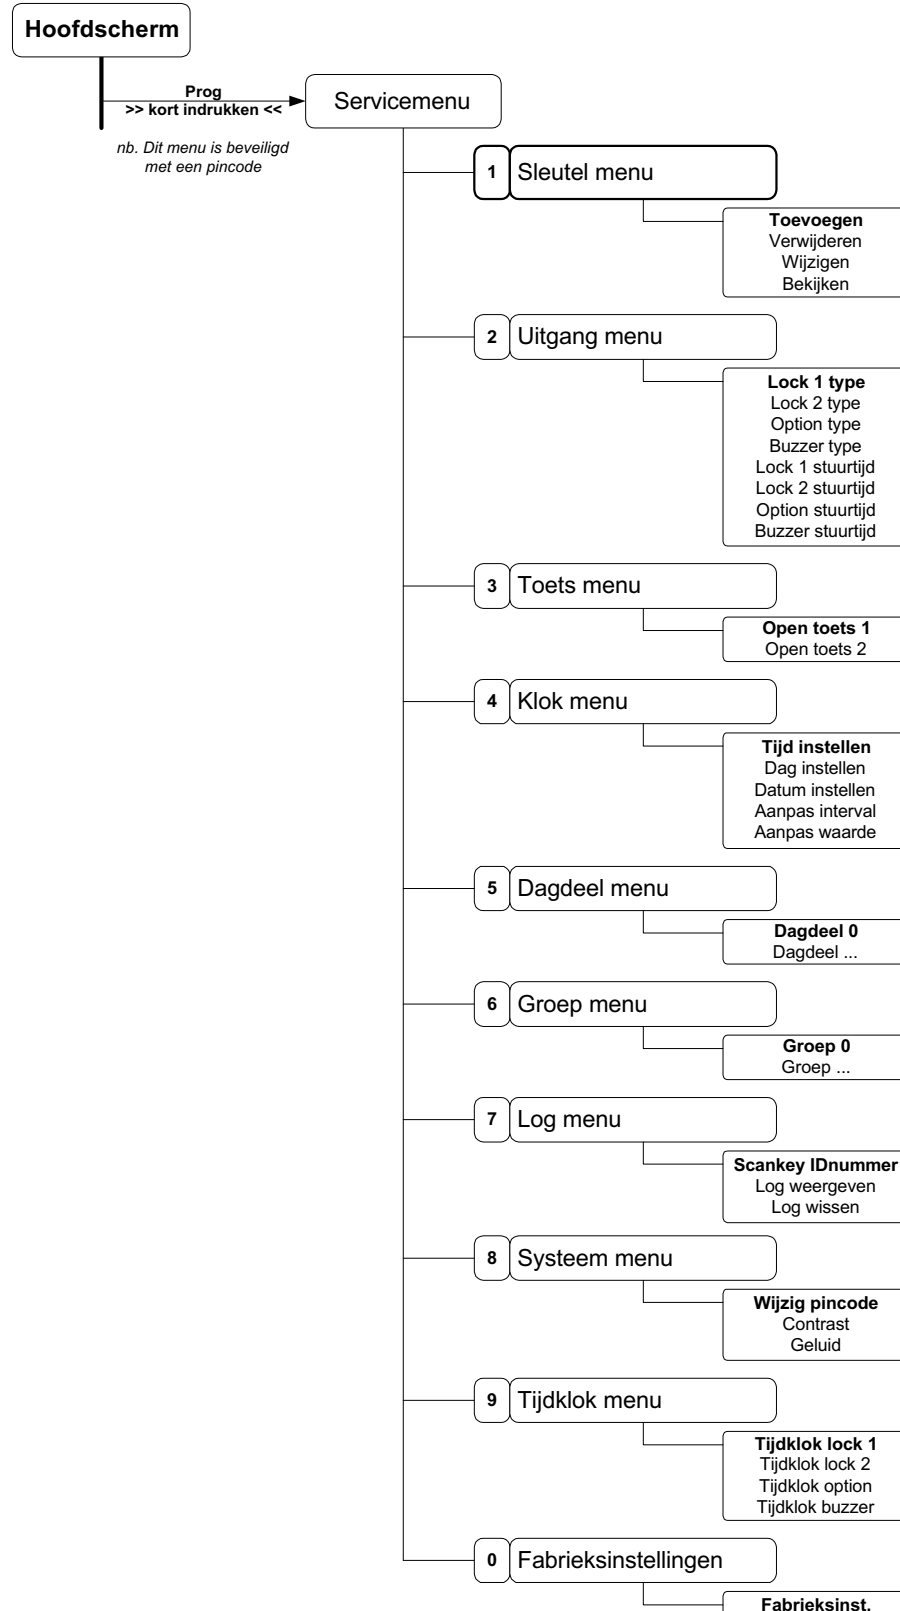 Hoofdscherm
Prog
>> kort indrukken <<
Servicemenu
nb. Dit menu is beveiligd
met een pincode
1 Sleutel menu
Toevoegen
Verwijderen
Wijzigen
Bekijken
2 Uitgang menu
Lock 1 type
Lock 2 type
Option type
Buzzer type
Lock 1 stuurtijd
Lock 2 stuurtijd
Option stuurtijd
Buzzer stuurtijd
3 Toets menu
Open toets 1
Open toets 2
4 Klok menu
Tijd instellen
Dag instellen
Datum instellen
Aanpas interval
Aanpas waarde
5 Dagdeel menu
Dagdeel 0
Dagdeel ...
6 Groep menu
Groep 0
Groep ...
7 Log menu
Scankey IDnummer
Log weergeven
Log wissen
8 Systeem menu
Wijzig pincode
Contrast
Geluid
9 Tijdklok menu
Tijdklok lock 1
Tijdklok lock 2
Tijdklok option
Tijdklok buzzer
0 Fabrieksinstellingen
Fabrieksinst.